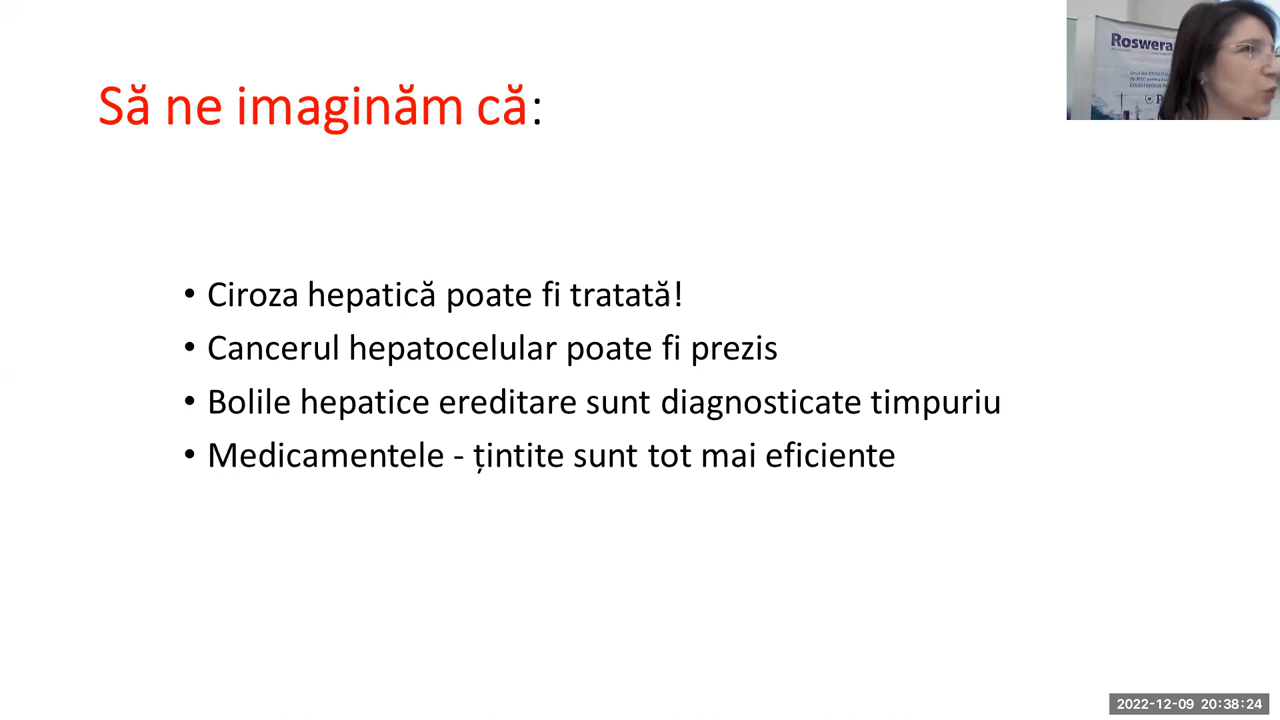 Să ne imaginăm că:
Roswera
• Ciroza hepatică poate fi tratată!
• Cancerul hepatocelular poate fi prezis
• Bolile hepatice ereditare sunt diagnosticate timpuriu
• Medicamentele - țintite sunt tot mai eficiente
2022-12-09 20:38:24